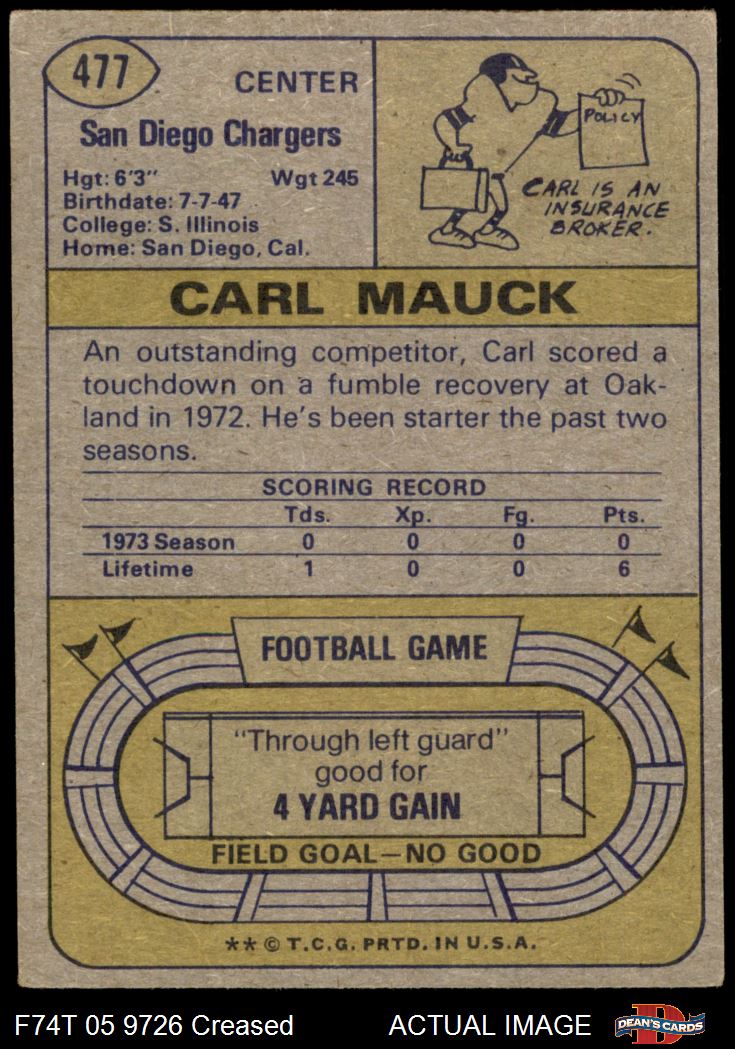 477
CENTER
San Diego Chargers
Hgt: 6'3" Wgt 245
Birthdate: 7-7-47
College: S. Illinois
Home: San Diego, Cal.
POLICY
CARL IS AN
INSURANCE
BROKER.
CARL MAUCK
An outstanding competitor, Carl scored a
touchdown on a fumble recovery at Oak-
land in 1972. He's been starter the past two
seasons.
SCORING RECORD
Tds. Xp. Fg. Pts.
1973 Season 0 0 0 0
Lifetime 1 0 0 6
FOOTBALL GAME
"Through left guard"
good for
4 YARD GAIN
FIELD GOAL—NO GOOD
** © T.C.G. PRTD. IN U.S.A.
F74T 05 9726 Creased ACTUAL IMAGE
D
DEAN'S CARDS